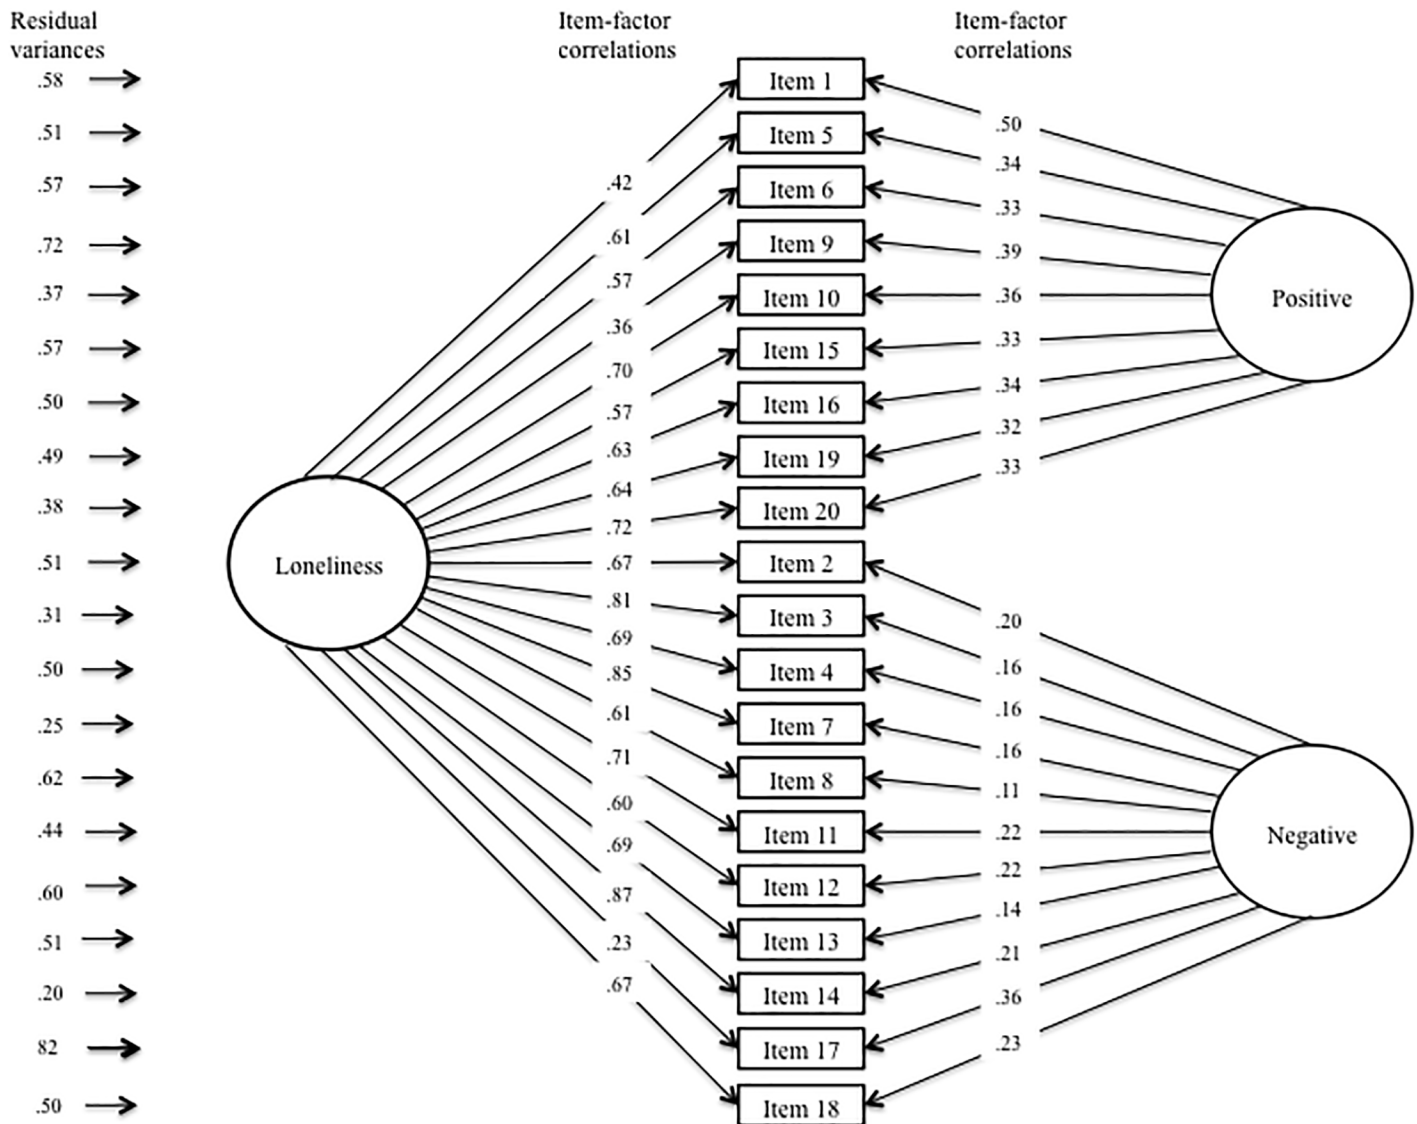 Residual
variances
Item-factor
correlations
Item-factor
correlations
.58
.51
.57
.72
.37
.57
.50
.49
.38
.51
.31
.50
.25
.62
.44
.60
.51
.20
82
.50
Loneliness
.42
.61
.57
.36
.70
.57
.63
.64
.72
.67
.81
.69
.85
.61
.71
.60
.69
.87
.23
.67
Item 1
Item 5
Item 6
Item 9
Item 10
Item 15
Item 16
Item 19
Item 20
Item 2
Item 3
Item 4
Item 7
Item 8
Item 11
Item 12
Item 13
Item 14
Item 17
Item 18
.50
.34
.33
.39
.36
.33
.34
.32
.33
.20
.16
.16
.16
.11
.22
.22
.14
.21
.36
.23
Positive
Negative